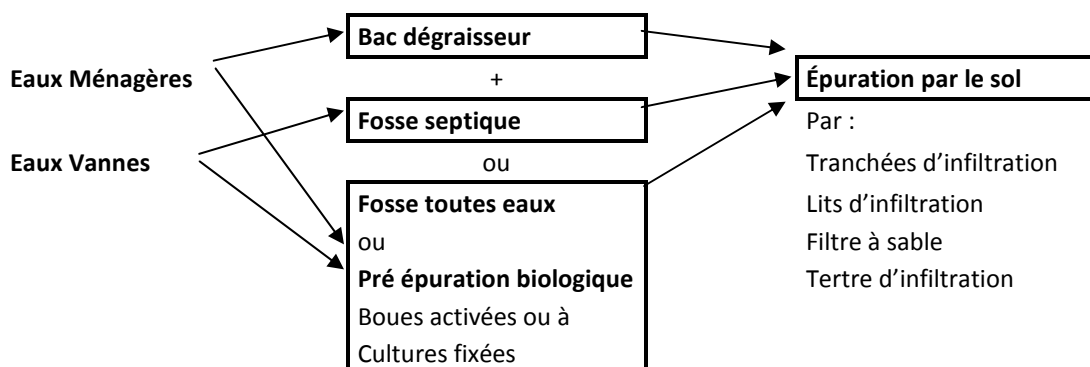 Eaux Ménagères
Eaux Vannes
Bac dégraisseur
+
Fosse septique
ou
Fosse toutes eaux
ou
Pré épuration biologique
Boues activées ou à
Cultures fixées
Épuration par le sol
Par :
Tranchées d’infiltration
Lits d’infiltration
Filtre à sable
Tertre d’infiltration